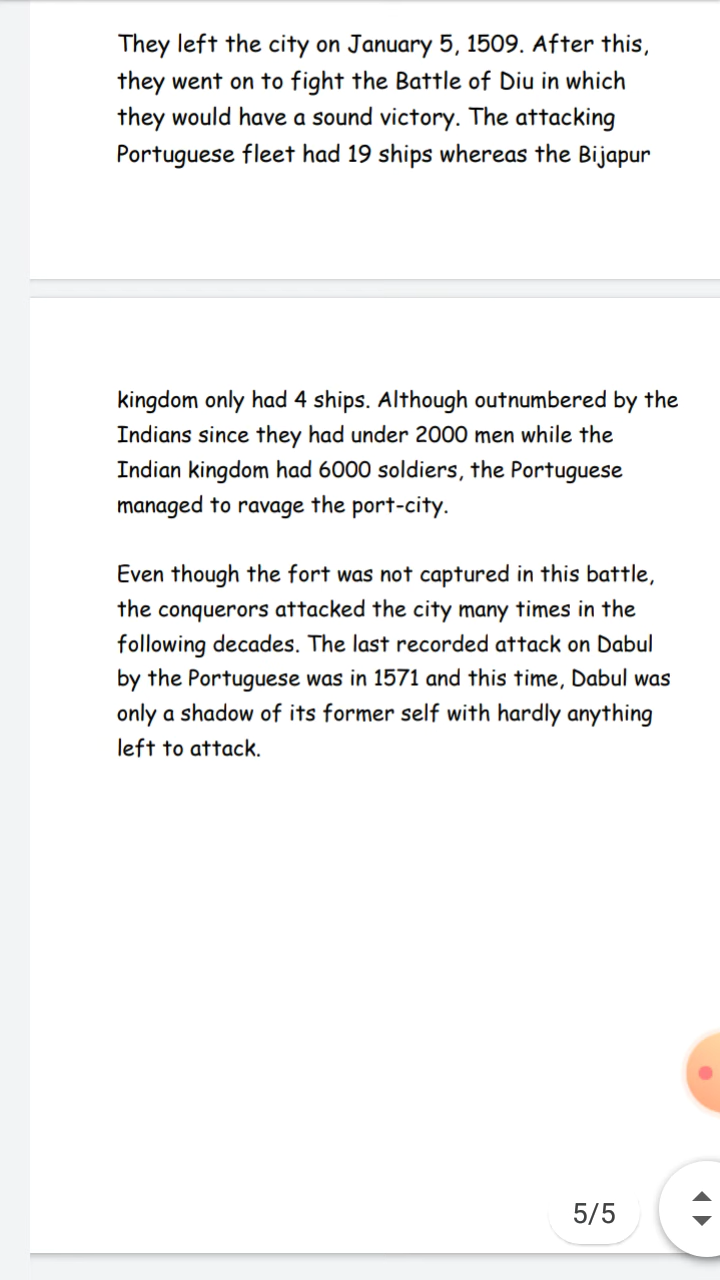 They left the city on January 5, 1509. After this,
they went on to fight the Battle of Diu in which
they would have a sound victory. The attacking
Portuguese fleet had 19 ships whereas the Bijapur
kingdom only had 4 ships. Although outnumbered by the
Indians since they had under 2000 men while the
Indian kingdom had 6000 soldiers, the Portuguese
managed to ravage the port-city.
Even though the fort was not captured in this battle,
the conquerors attacked the city many times in the
following decades. The last recorded attack on Dabul
by the Portuguese was in 1571 and this time, Dabul was
only a shadow of its former self with hardly anything
left to attack.
5/5